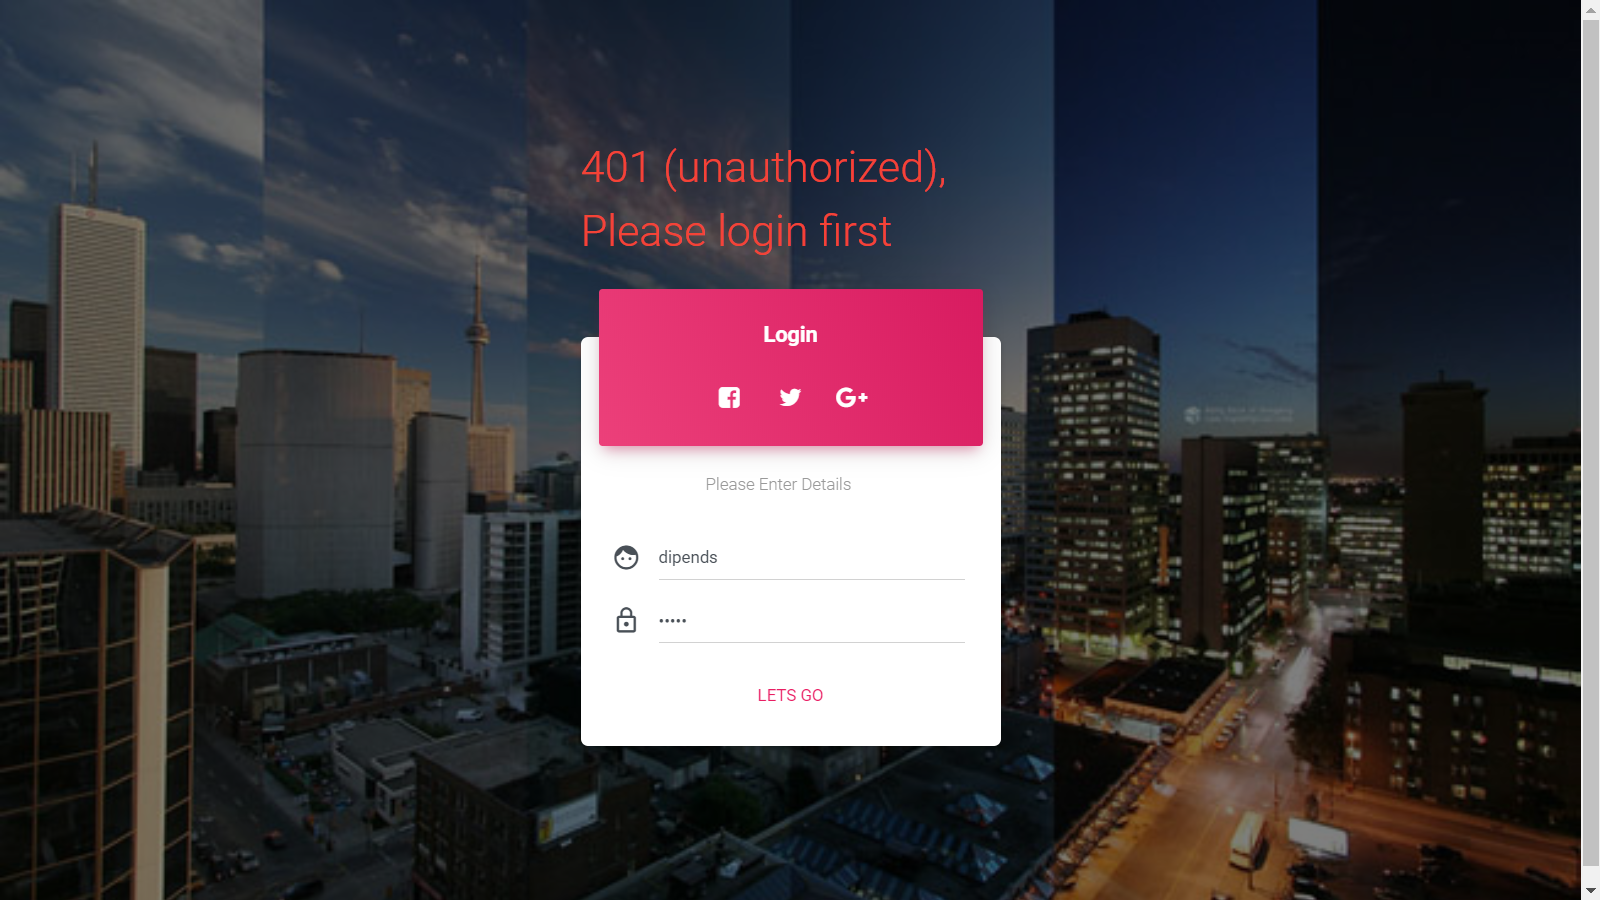 401 (unauthorized),
Please login first
Login
Please Enter Details
dipends
•••••
LETS GO